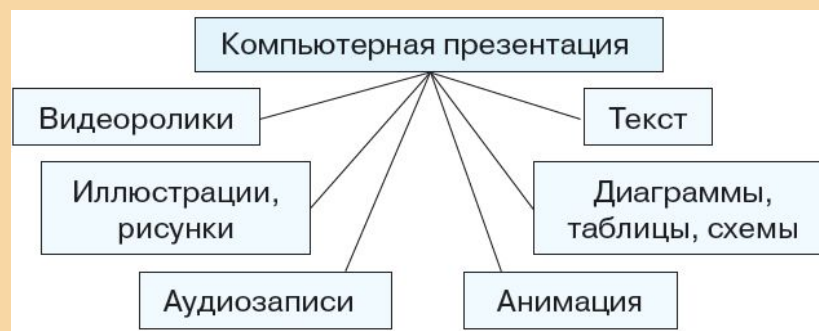 Компьютерная презентация
Видеоролики
Текст
Иллюстрации,
рисунки
Диаграммы,
таблицы, схемы
Аудиозаписи
Анимация